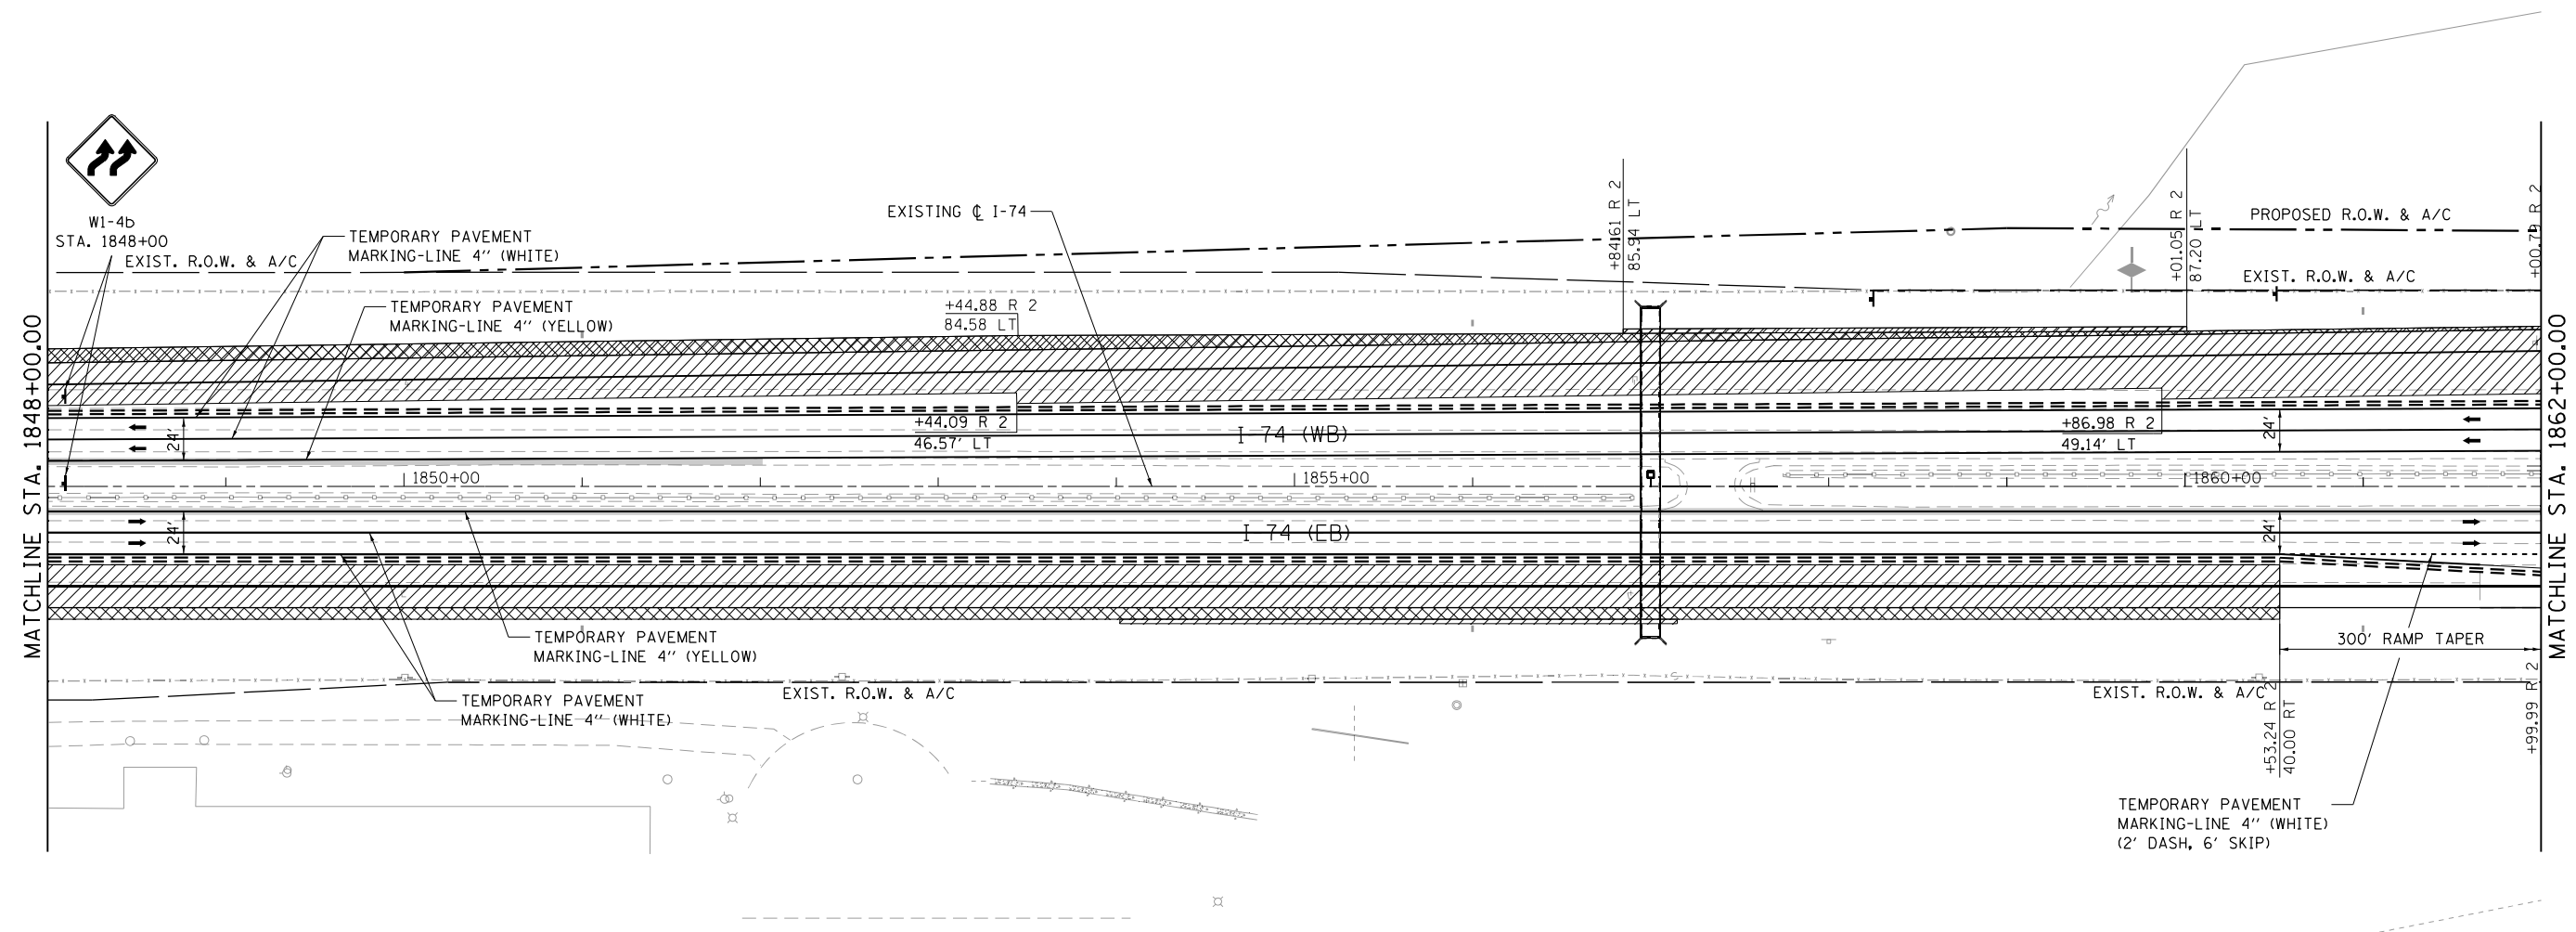 W1-4b
STA. 1848+00
EXIST. R.O.W. & A/C
TEMPORARY PAVEMENT
MARKING-LINE 4'' (WHITE)
TEMPORARY PAVEMENT
MARKING-LINE 4'' (YELLOW)
EXISTING ℄ I-74
+44.88 R 2
84.58 LT
+84.61 R 2
85.94 LT
+01.05 R 2
87.20 LT
PROPOSED R.O.W. & A/C
+00.79 R 2
EXIST. R.O.W. & A/C
MATCHLINE STA. 1848+00.00
MATCHLINE STA. 1862+00.00
24'
+44.09 R 2
46.57' LT
I-74 (WB)
+86.98 R 2
49.14' LT
24'
1850+00
1855+00
1860+00
24'
I-74 (EB)
24'
TEMPORARY PAVEMENT
MARKING-LINE 4'' (YELLOW)
300' RAMP TAPER
TEMPORARY PAVEMENT
MARKING-LINE 4'' (WHITE)
EXIST. R.O.W. & A/C
EXIST. R.O.W. & A/C
+53.24 R 2
40.00 RT
+99.99 R 2
TEMPORARY PAVEMENT
MARKING-LINE 4'' (WHITE)
(2' DASH, 6' SKIP)